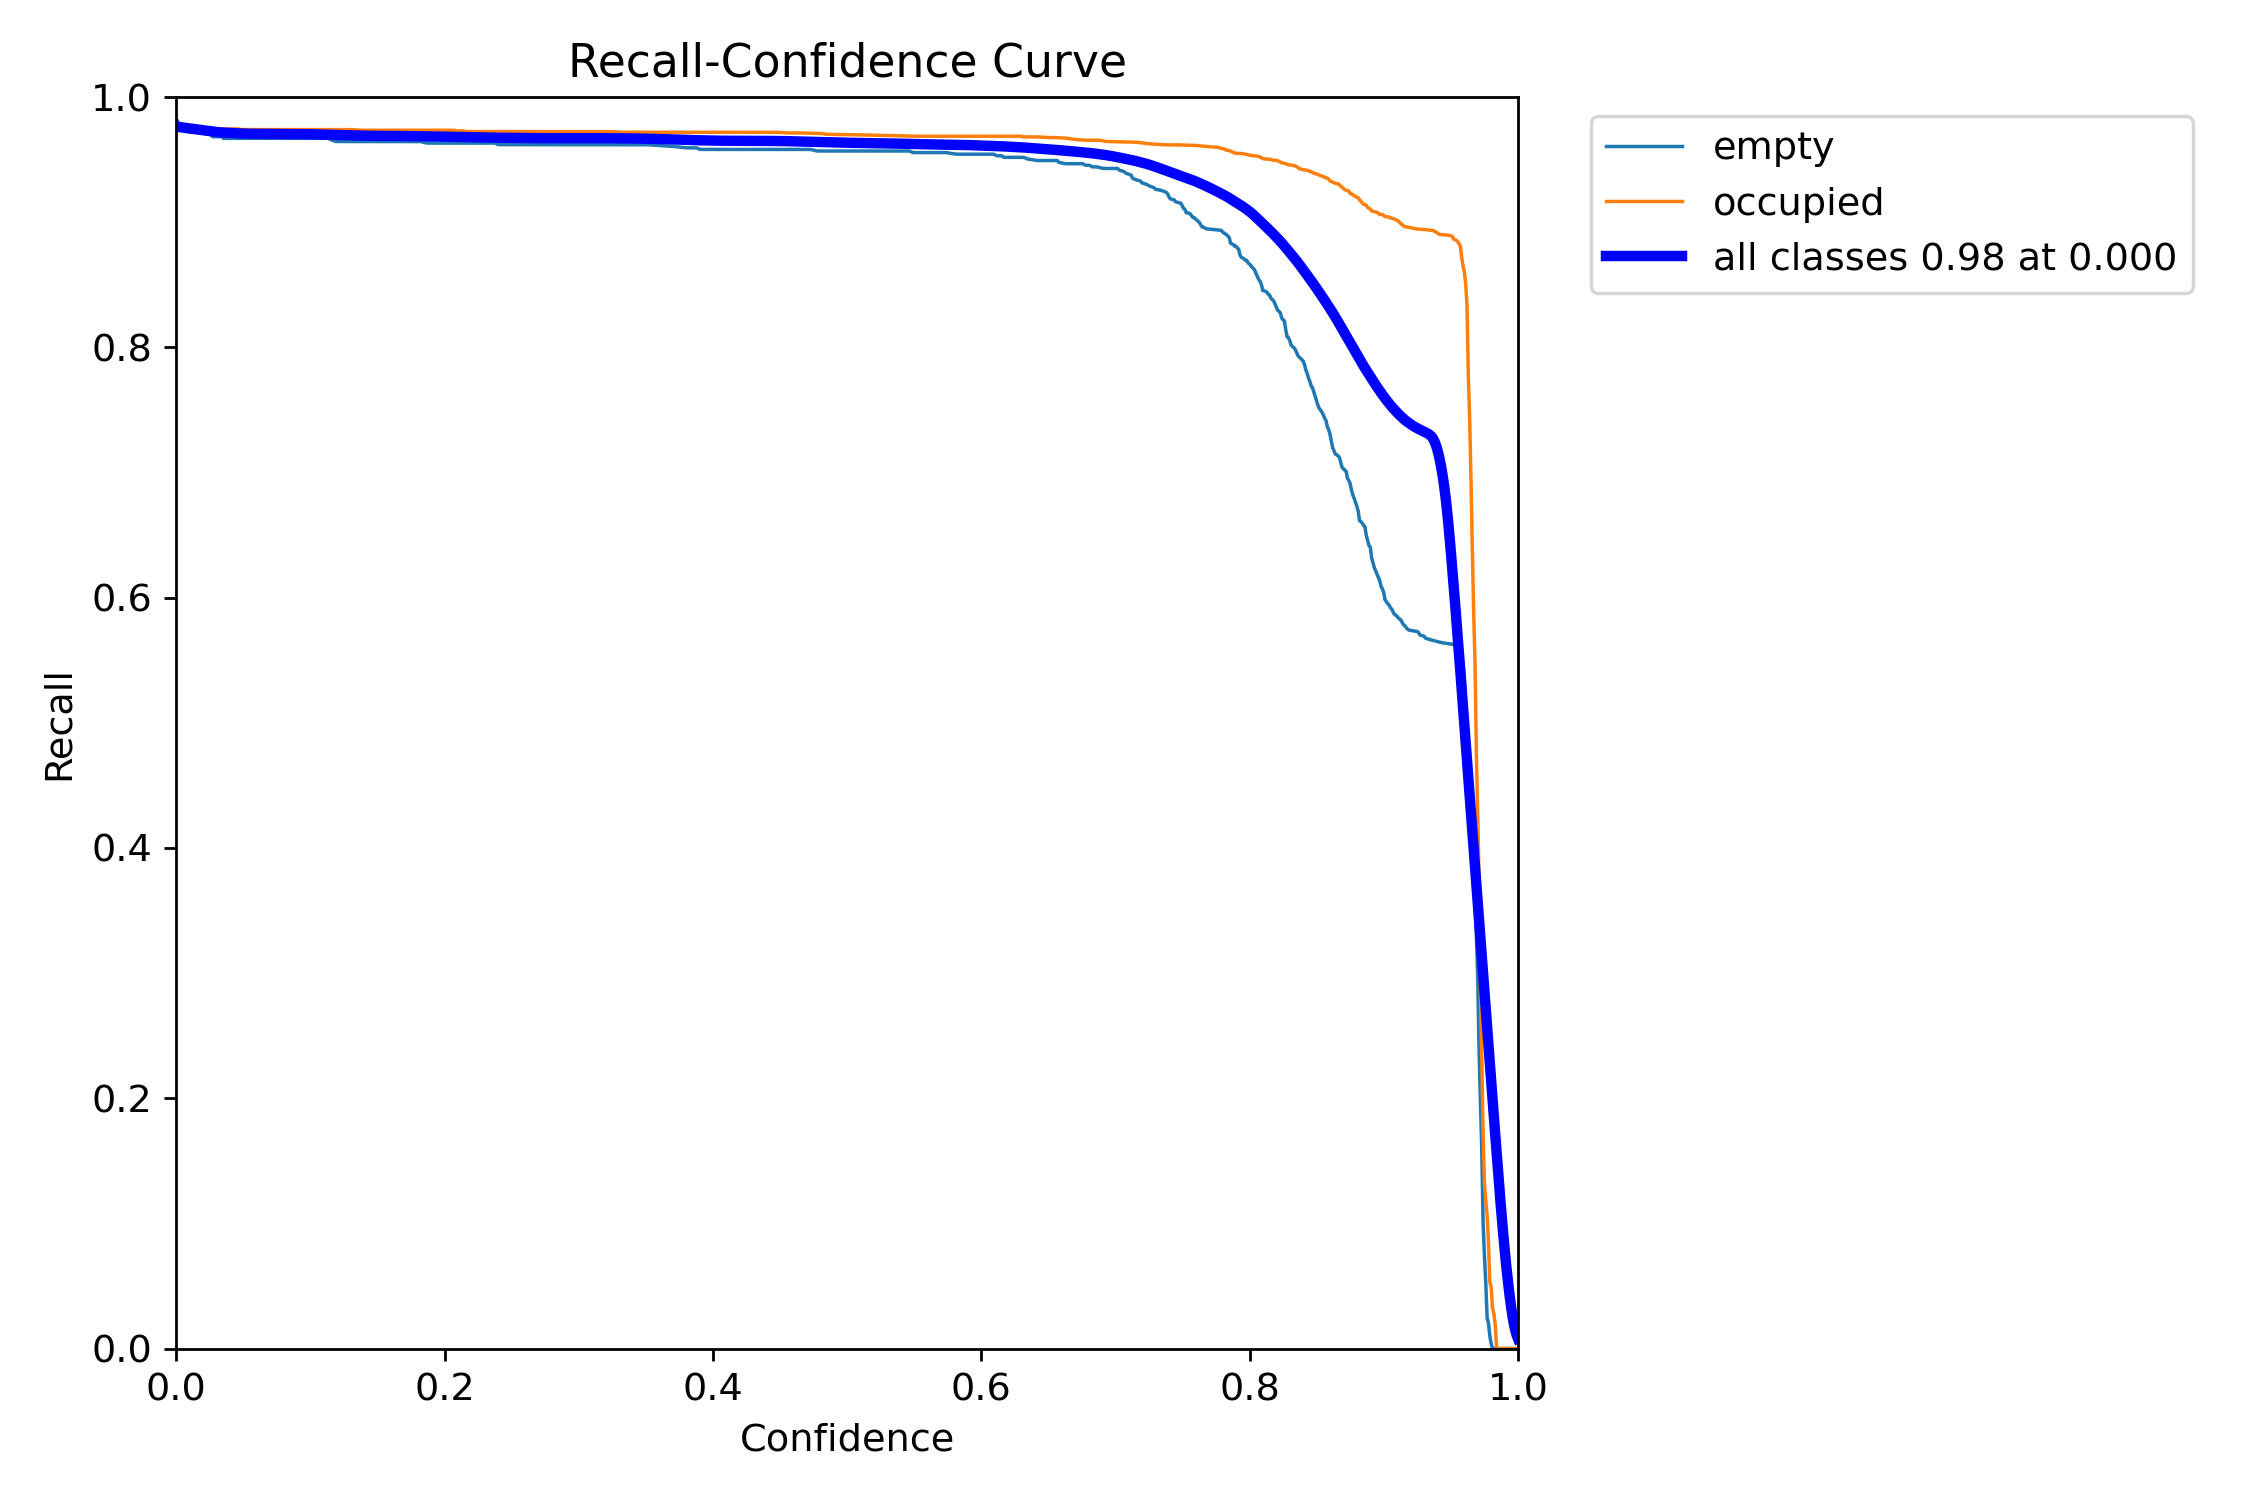 Recall-Confidence Curve
1.0
0.8
0.6
0.4
0.2
0.0
Recall
0.0 0.2 0.4 0.6 0.8 1.0
Confidence
empty
occupied
all classes 0.98 at 0.000